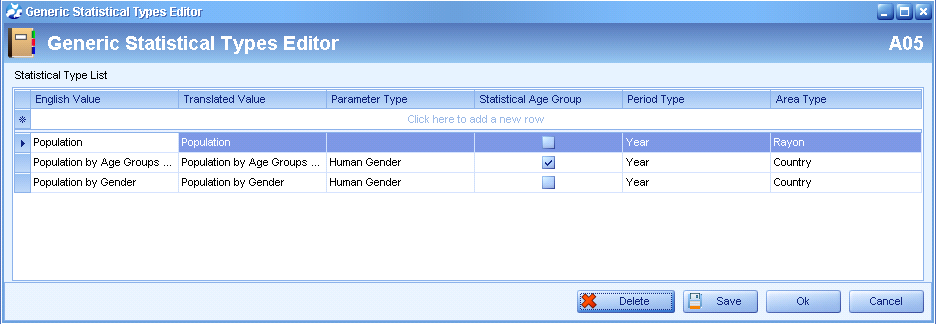 Generic Statistical Types Editor
Generic Statistical Types Editor A05
Statistical Type List
English Value Translated Value Parameter Type Statistical Age Group Period Type Area Type
Click here to add a new row
Population Population Year Rayon
Population by Age Groups ... Population by Age Groups ... Human Gender Year Country
Population by Gender Population by Gender Human Gender Year Country
Delete Save Ok Cancel